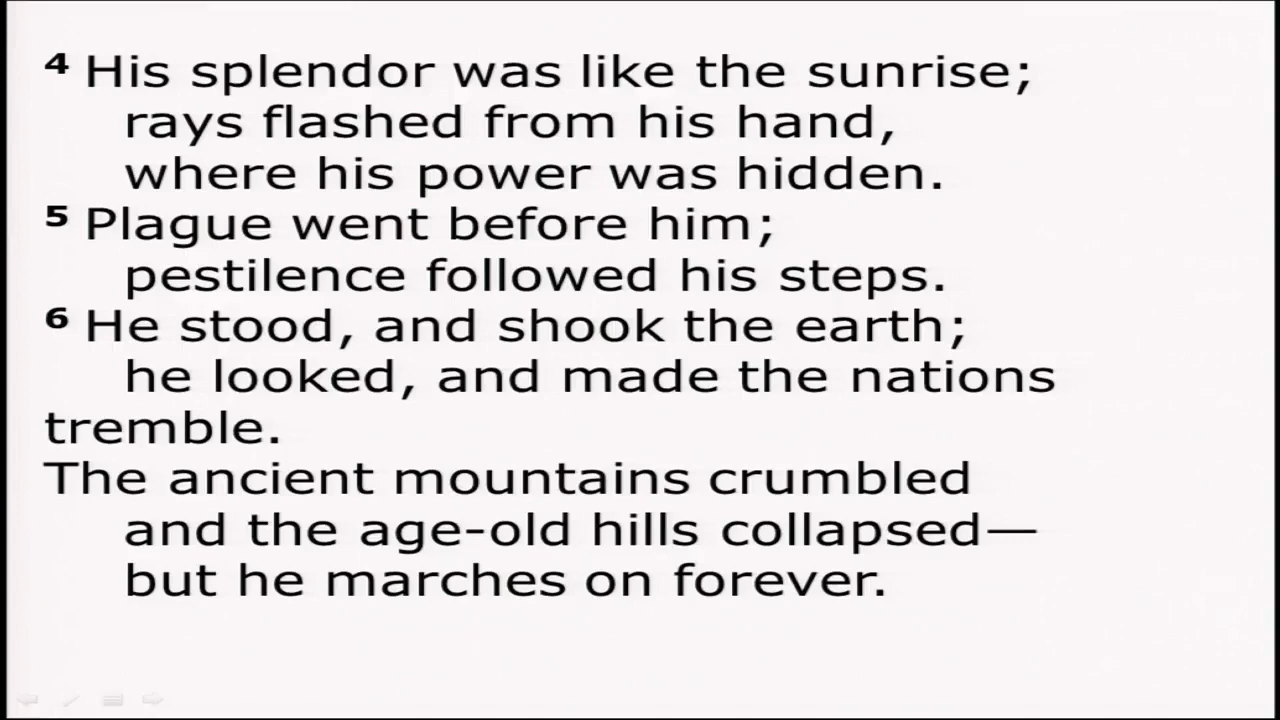 4 His splendor was like the sunrise;
rays flashed from his hand,
where his power was hidden.
5 Plague went before him;
pestilence followed his steps.
6 He stood, and shook the earth;
he looked, and made the nations
tremble.
The ancient mountains crumbled
and the age-old hills collapsed—
but he marches on forever.